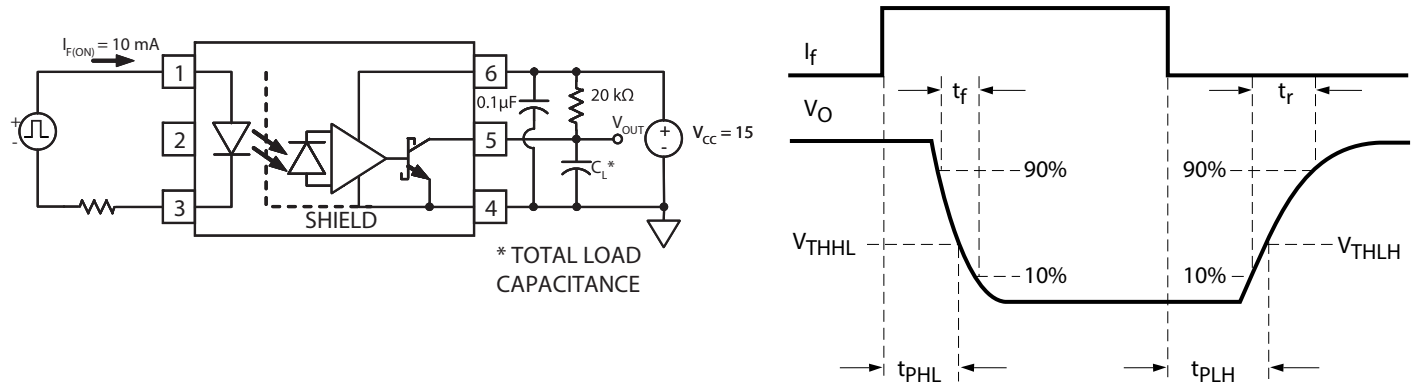 I_F(ON) = 10 mA
1
2
3
+
-
SHIELD
6
5
4
0.1µF
20 kΩ
V_OUT
C_L*
+
-
V_CC = 15
* TOTAL LOAD
CAPACITANCE
I_f
V_O
t_f
t_r
90%
90%
V_THHL
V_THLH
10%
10%
t_PHL
t_PLH